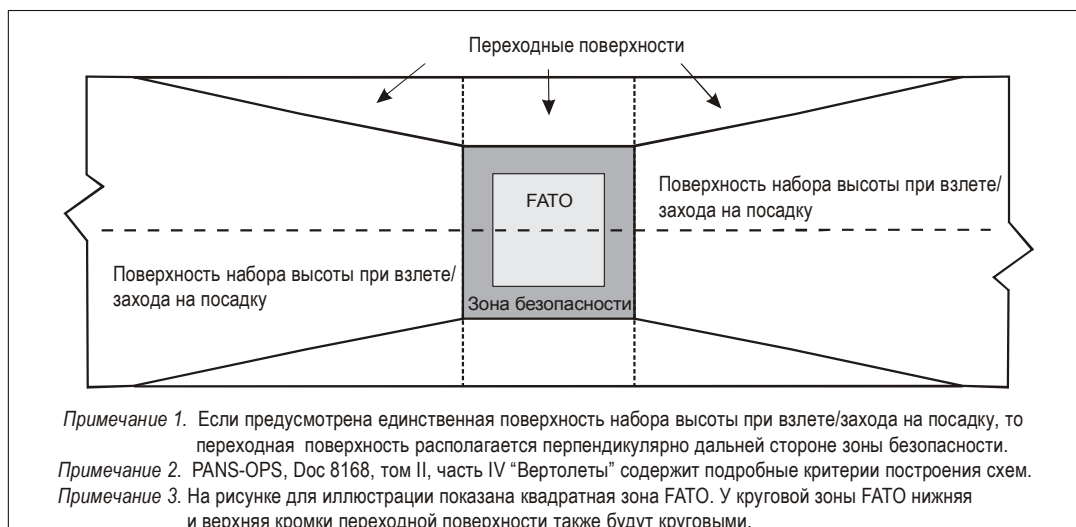 Переходные поверхности
FATO
Поверхность набора высоты при взлете/
захода на посадку
Поверхность набора высоты при взлете/
захода на посадку
Зона безопасности
Примечание 1. Если предусмотрена единственная поверхность набора высоты при взлете/захода на посадку, то
переходная поверхность располагается перпендикулярно дальней стороне зоны безопасности.
Примечание 2. PANS-OPS, Doc 8168, том II, часть IV “Вертолеты” содержит подробные критерии построения схем.
Примечание 3. На рисунке для иллюстрации показана квадратная зона FATO. У круговой зоны FATO нижняя
и верхняя кромки переходной поверхности также будут круговыми.